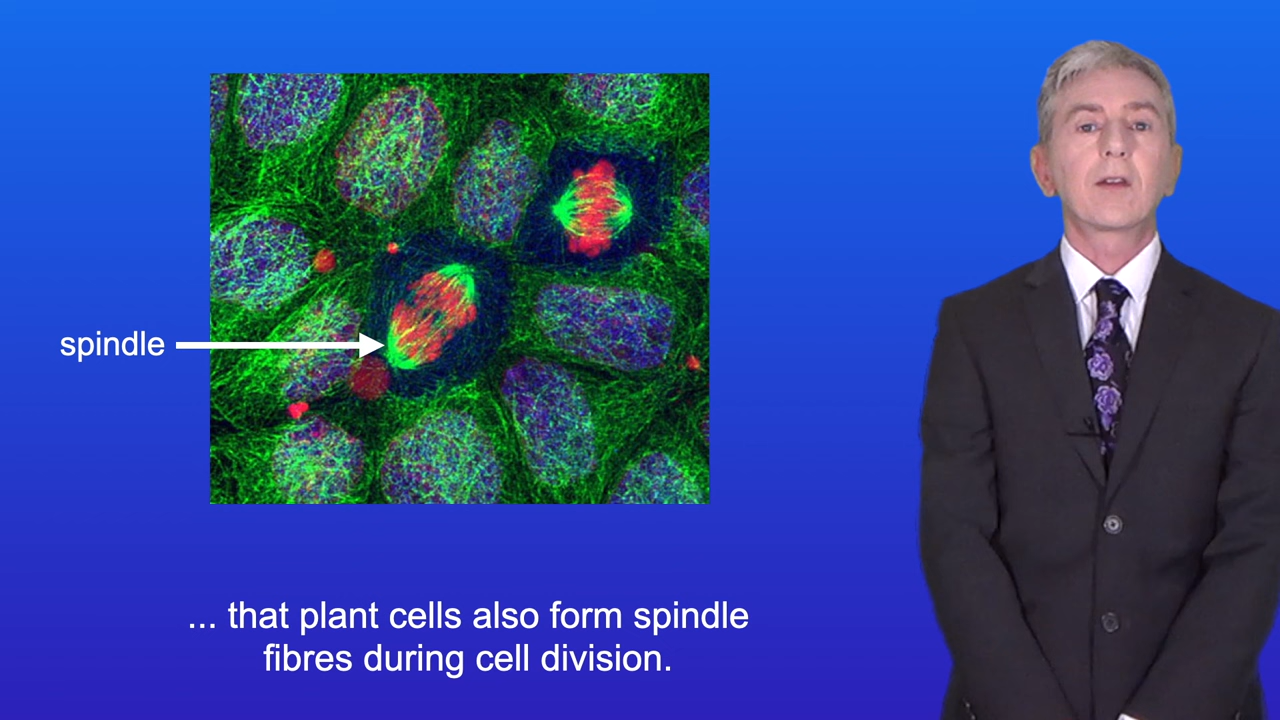 spindle
... that plant cells also form spindle
fibres during cell division.